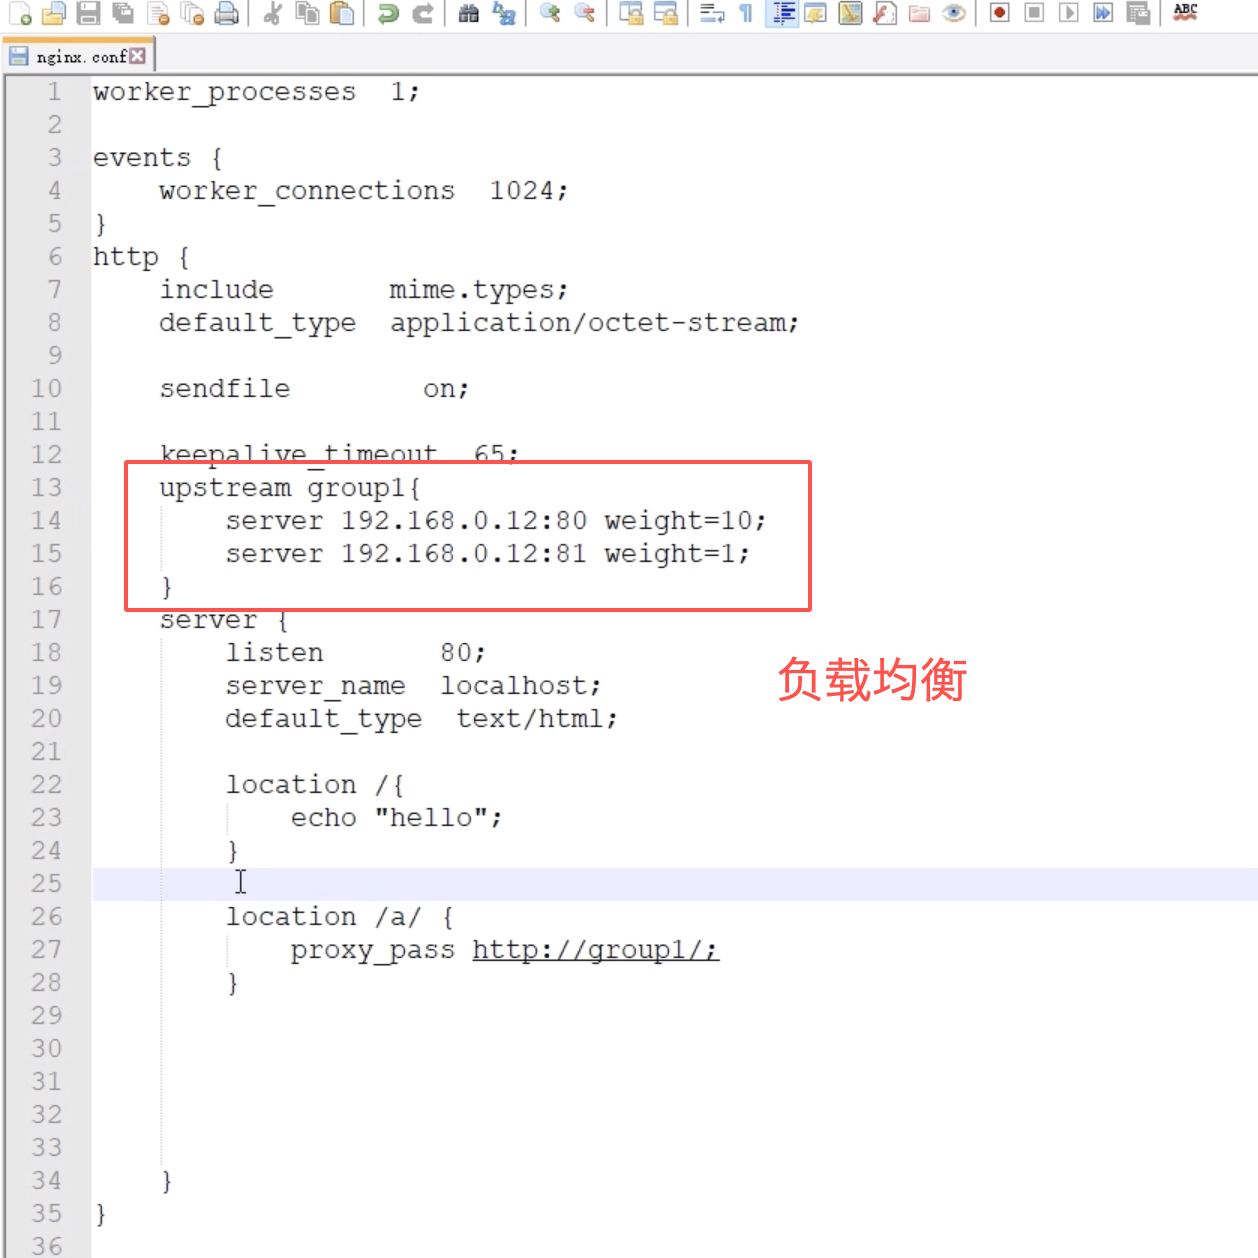 ABC
nginx.conf
1 worker_processes  1;
2
3 events {
4     worker_connections  1024;
5 }
6 http {
7     include       mime.types;
8     default_type  application/octet-stream;
9
10     sendfile        on;
11
12     keepalive_timeout  65;
13     upstream group1{
14         server 192.168.0.12:80 weight=10;
15         server 192.168.0.12:81 weight=1;
16     }
17     server {
18         listen       80;
负载均衡
19         server_name  localhost;
20         default_type  text/html;
21
22         location /{
23             echo "hello";
24         }
25
26         location /a/ {
27             proxy_pass http://group1/;
28         }
29
30
31
32
33
34     }
35 }
36